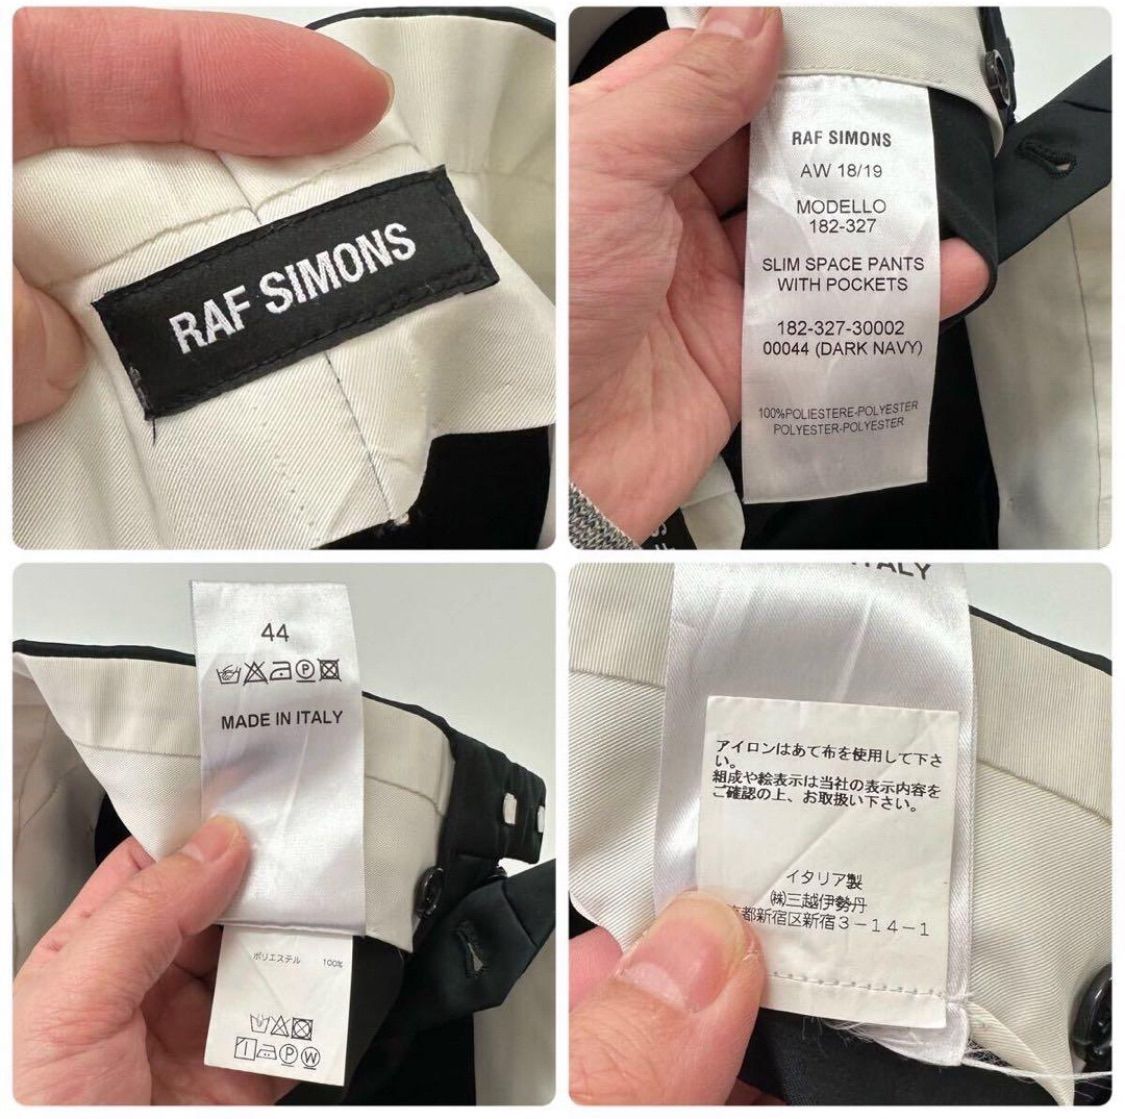 RAF SIMONS
RAF SIMONS
AW 18/19
MODELLO
182-327
SLIM SPACE PANTS
WITH POCKETS
182-327-30002
00044 (DARK NAVY)
100%POLIESTERE-POLYESTER
POLYESTER-POLYESTER
44
MADE IN ITALY
ポリエステル 100%
ITALY
アイロンはあて布を使用して下さ
い。
組成や絵表示は当社の表示内容を
ご確認の上、お取扱い下さい。
イタリア製
㈱三越伊勢丹
京都新宿区新宿3-14-1